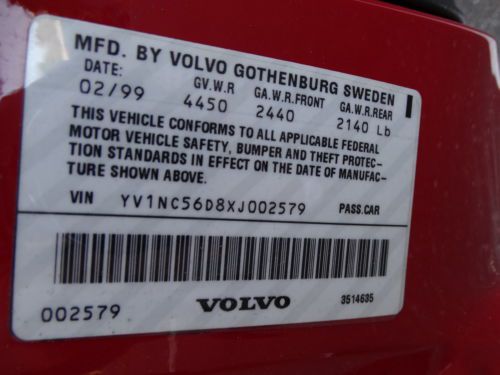 MFD. BY VOLVO GOTHENBURG SWEDEN
DATE: GV.W.R GA.W.R.FRONT GA.W.R.REAR
02/99 4450 2440 2140 Lb
THIS VEHICLE CONFORMS TO ALL APPLICABLE FEDERAL
MOTOR VEHICLE SAFETY, BUMPER AND THEFT PROTEC-
TION STANDARDS IN EFFECT ON THE DATE OF MANUFAC-
TURE SHOWN ABOVE.
VIN YV1NC56D8XJ002579 PASS.CAR
002579 VOLVO 3514635